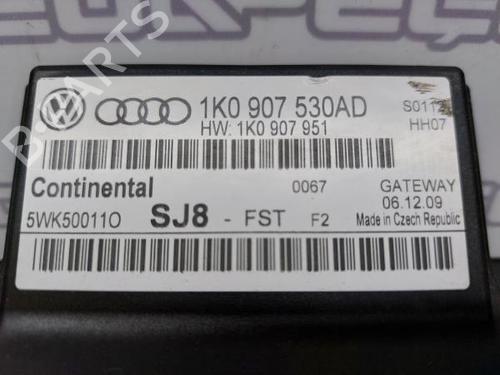 1K0 907 530AD
HW: 1K0 907 951
HH07
Continental
0067
GATEWAY
06.12.09
5WK50011O
SJ8 - FST F2
Made in Czech Republic
B-PARTS